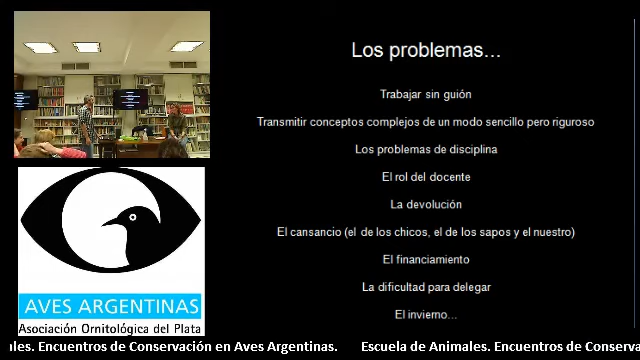 Los problemas...
Trabajar sin guión
Transmitir conceptos complejos de un modo sencillo pero riguroso
Los problemas de disciplina
El rol del docente
La devolución
El cansancio (el de los chicos, el de los sapos y el nuestro)
El financiamiento
La dificultad para delegar
El invierno...
AVES ARGENTINAS
Asociación Ornitológica del Plata
les. Encuentros de Conservación en Aves Argentinas. Escuela de Animales. Encuentros de Conserva